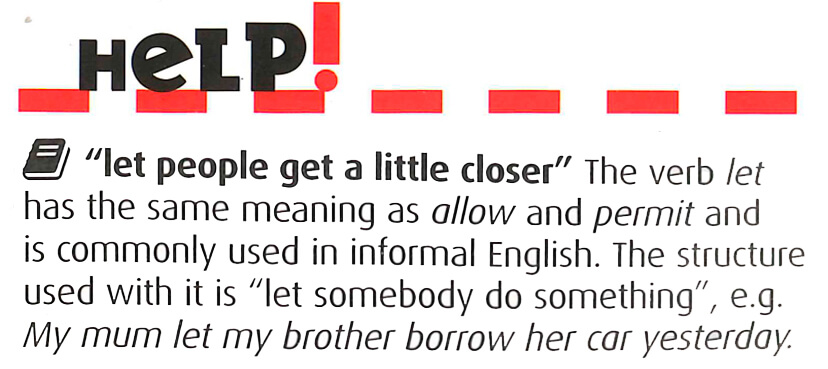 HeLP!
"let people get a little closer" The verb let
has the same meaning as allow and permit and
is commonly used in informal English. The structure
used with it is "let somebody do something", e.g.
My mum let my brother borrow her car yesterday.